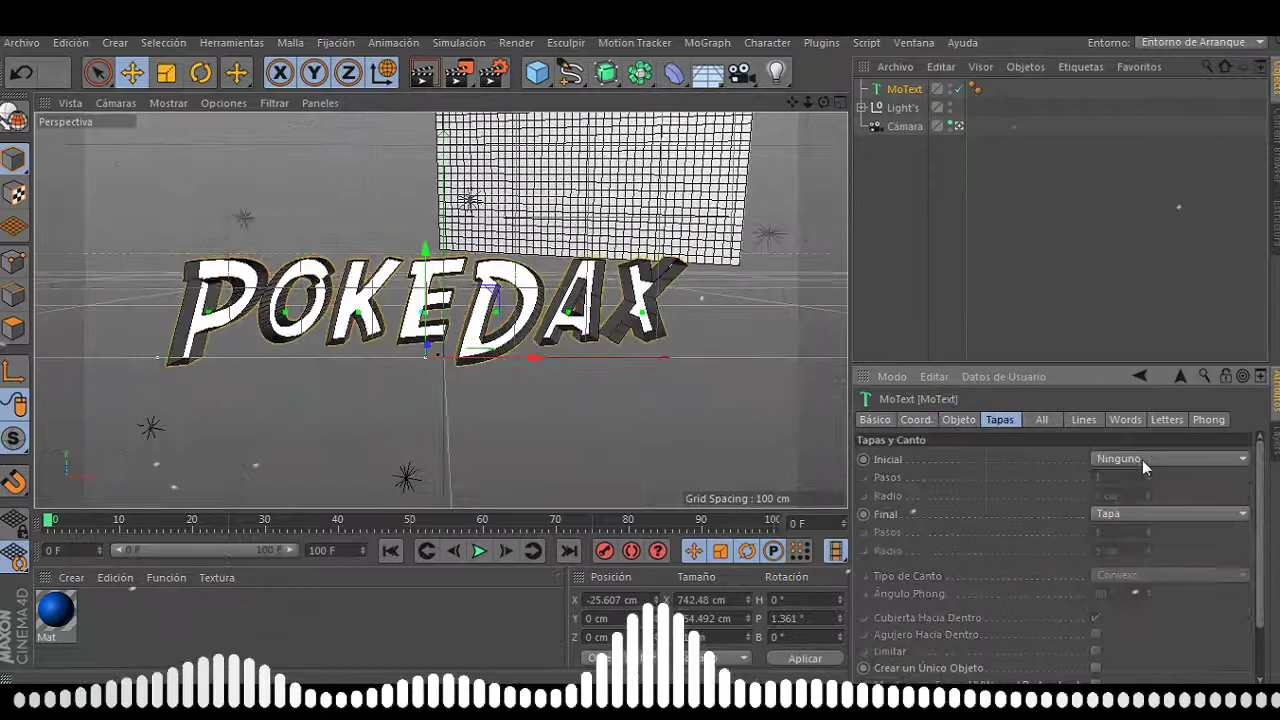 Archivo Edición Crear Selección Herramientas Malla Fijación Animación Simulación Render Esculpir Motion Tracker MoGraph Character Plugins Script Ventana Ayuda Entorno: Entorno de Arranque
X Y Z
Archivo Editar Visor Objetos Etiquetas Favoritos
MoText
Light's
Cámara
Vista Cámaras Mostrar Opciones Filtrar Paneles
Perspectiva
POKEDAX
Grid Spacing : 100 cm
Modo Editar Datos de Usuario
MoText [MoText]
Básico Coord. Objeto Tapas All Lines Words Letters Phong
Tapas y Canto
Inicial Ninguno
Pasos 1
Radio
Final Tapa
Pasos 1
Radio
Tipo de Canto Convexo
Ángulo Phong 60
Cubierta Hacia Dentro
Agujero Hacia Dentro
Limitar
Crear un Único Objeto
0 10 20 30 40 50 60 70 80 90 100 0 F
0 F 0 F 100 F 100 F
Crear Edición Función Textura
Mat
Posición Tamaño Rotación
X -25.607 cm X 742.48 cm H 0 °
Y 0 cm P 1.361 °
Z 0 cm B 0 °
Aplicar
MAXON
CINEMA 4D